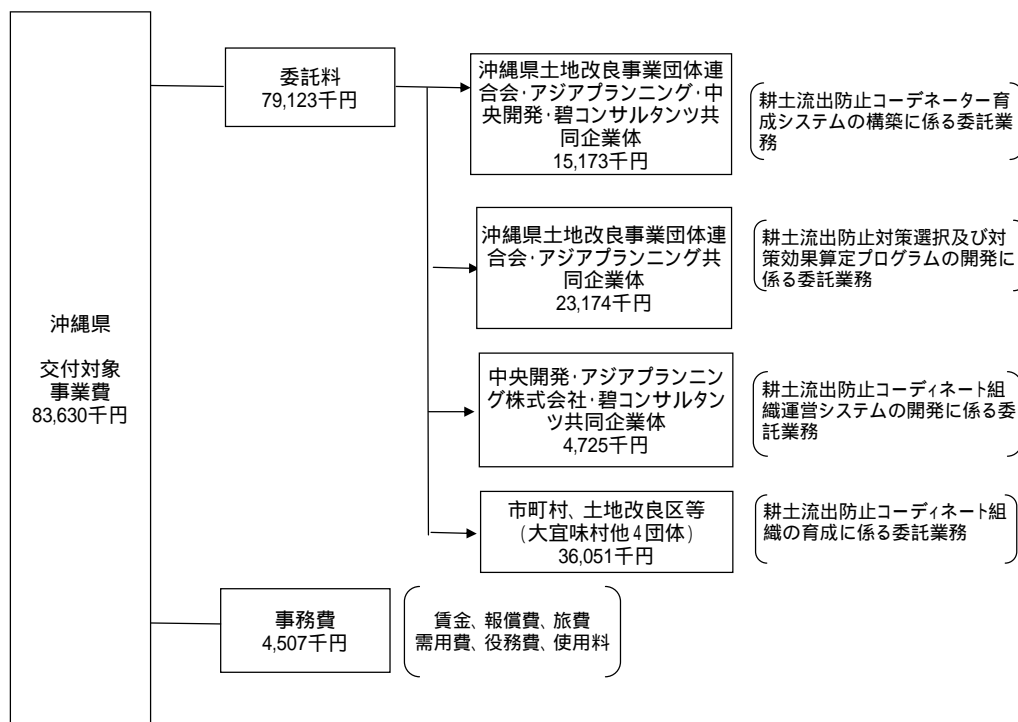 沖縄県
交付対象
事業費
83,630千円
委託料
79,123千円
沖縄県土地改良事業団体連
合会・アジアプランニング・中
央開発・碧コンサルタンツ共
同企業体
15,173千円
耕土流出防止コーデネーター育
成システムの構築に係る委託業
務
沖縄県土地改良事業団体連
合会・アジアプランニング共
同企業体
23,174千円
耕土流出防止対策選択及び対
策効果算定プログラムの開発に
係る委託業務
中央開発・アジアプランニン
グ株式会社・碧コンサルタン
ツ共同企業体
4,725千円
耕土流出防止コーディネート組
織運営システムの開発に係る委
託業務
市町村、土地改良区等
(大宜味村他4団体)
36,051千円
耕土流出防止コーディネート組
織の育成に係る委託業務
事務費
4,507千円
賃金、報償費、旅費
需用費、役務費、使用料